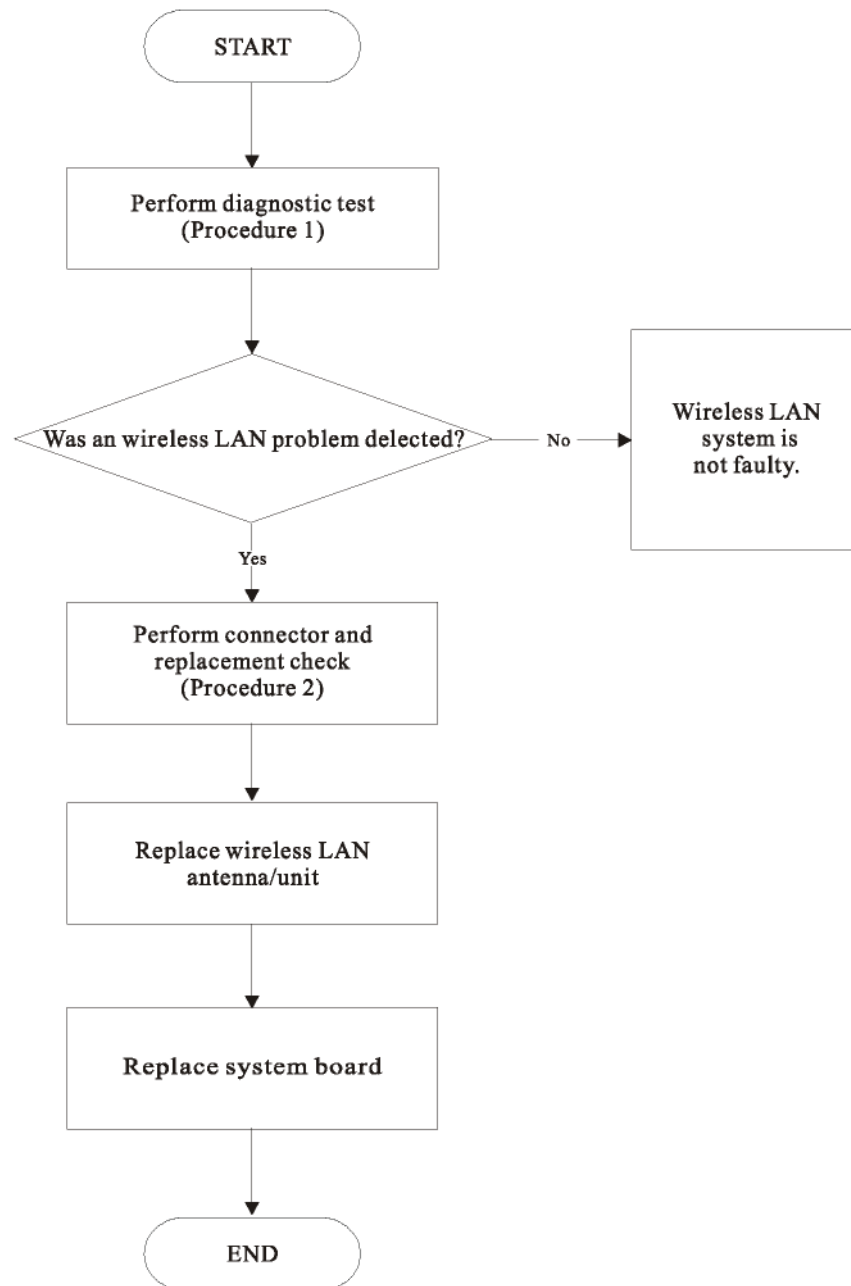 START
Perform diagnostic test
(Procedure 1)
Was an wireless LAN problem delected?
No
Wireless LAN
system is
not faulty.
Yes
Perform connector and
replacement check
(Procedure 2)
Replace wireless LAN
antenna/unit
Replace system board
END